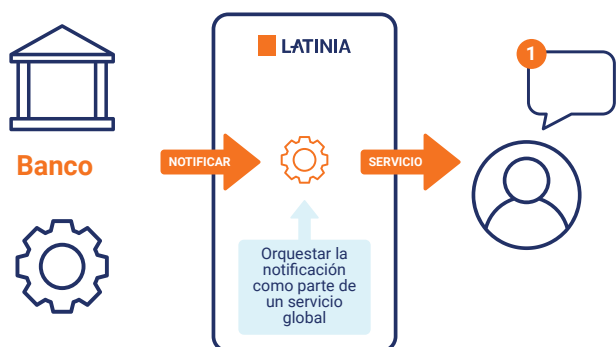 LATINIA
1
Banco
NOTIFICAR
SERVICIO
Orquestar la
notificación
como parte de
un servicio
global